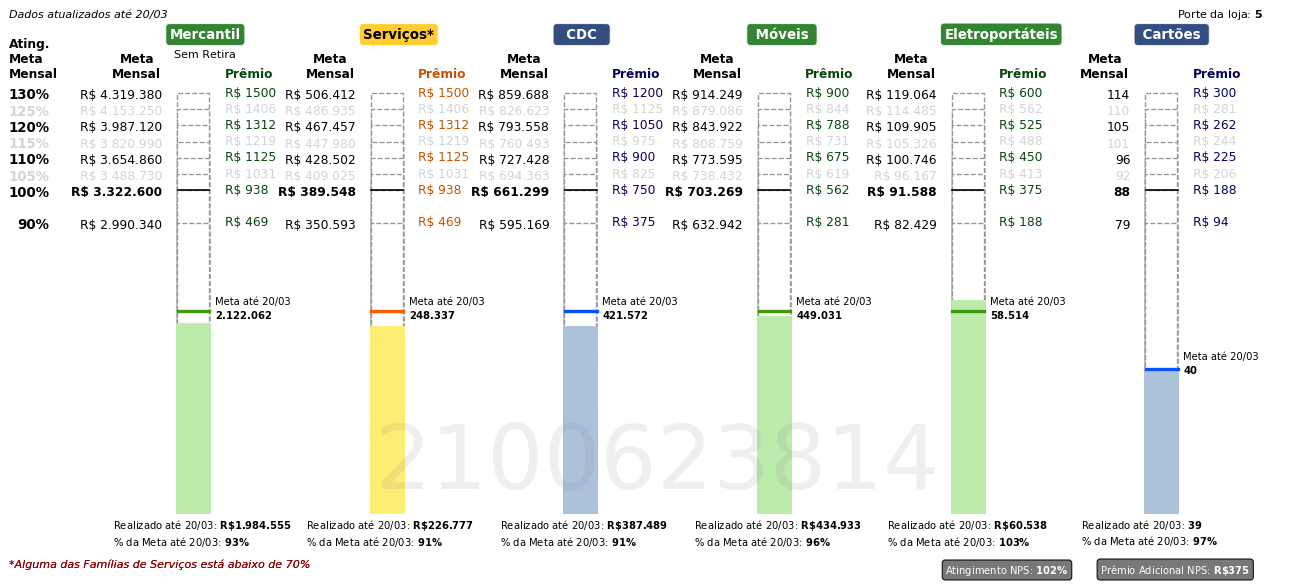 Dados atualizados até 20/03
Porte da loja: 5
Mercantil Serviços* CDC Móveis Eletroportáteis Cartões
Sem Retira
Ating. Meta Mensal
Meta Mensal Prêmio Meta Mensal Prêmio Meta Mensal Prêmio Meta Mensal Prêmio Meta Mensal Prêmio Meta Mensal Prêmio
130% R$ 4.319.380 R$ 1500 R$ 506.412 R$ 1500 R$ 859.688 R$ 1200 R$ 914.249 R$ 900 R$ 119.064 R$ 600 114 R$ 300
125% R$ 4.153.250 R$ 1406 R$ 486.935 R$ 1406 R$ 826.623 R$ 1125 R$ 879.086 R$ 844 R$ 114.485 R$ 562 110 R$ 281
120% R$ 3.987.120 R$ 1312 R$ 467.457 R$ 1312 R$ 793.558 R$ 1050 R$ 843.922 R$ 788 R$ 109.905 R$ 525 105 R$ 262
115% R$ 3.820.990 R$ 1219 R$ 447.980 R$ 1219 R$ 760.493 R$ 975 R$ 808.759 R$ 731 R$ 105.326 R$ 488 101 R$ 244
110% R$ 3.654.860 R$ 1125 R$ 428.502 R$ 1125 R$ 727.428 R$ 900 R$ 773.595 R$ 675 R$ 100.746 R$ 450 96 R$ 225
105% R$ 3.488.730 R$ 1031 R$ 409.025 R$ 1031 R$ 694.363 R$ 825 R$ 738.432 R$ 619 R$ 96.167 R$ 413 92 R$ 206
100% R$ 3.322.600 R$ 938 R$ 389.548 R$ 938 R$ 661.299 R$ 750 R$ 703.269 R$ 562 R$ 91.588 R$ 375 88 R$ 188
90% R$ 2.990.340 R$ 469 R$ 350.593 R$ 469 R$ 595.169 R$ 375 R$ 632.942 R$ 281 R$ 82.429 R$ 188 79 R$ 94
Meta até 20/03 Meta até 20/03 Meta até 20/03 Meta até 20/03 Meta até 20/03
2.122.062 248.337 421.572 449.031 58.514
Meta até 20/03
40
2100623814
Realizado até 20/03: R$1.984.555 Realizado até 20/03: R$226.777 Realizado até 20/03: R$387.489 Realizado até 20/03: R$434.933 Realizado até 20/03: R$60.538 Realizado até 20/03: 39
% da Meta até 20/03: 93% % da Meta até 20/03: 91% % da Meta até 20/03: 91% % da Meta até 20/03: 96% % da Meta até 20/03: 103% % da Meta até 20/03: 97%
*Alguma das Famílias de Serviços está abaixo de 70%
Atingimento NPS: 102% Prêmio Adicional NPS: R$375